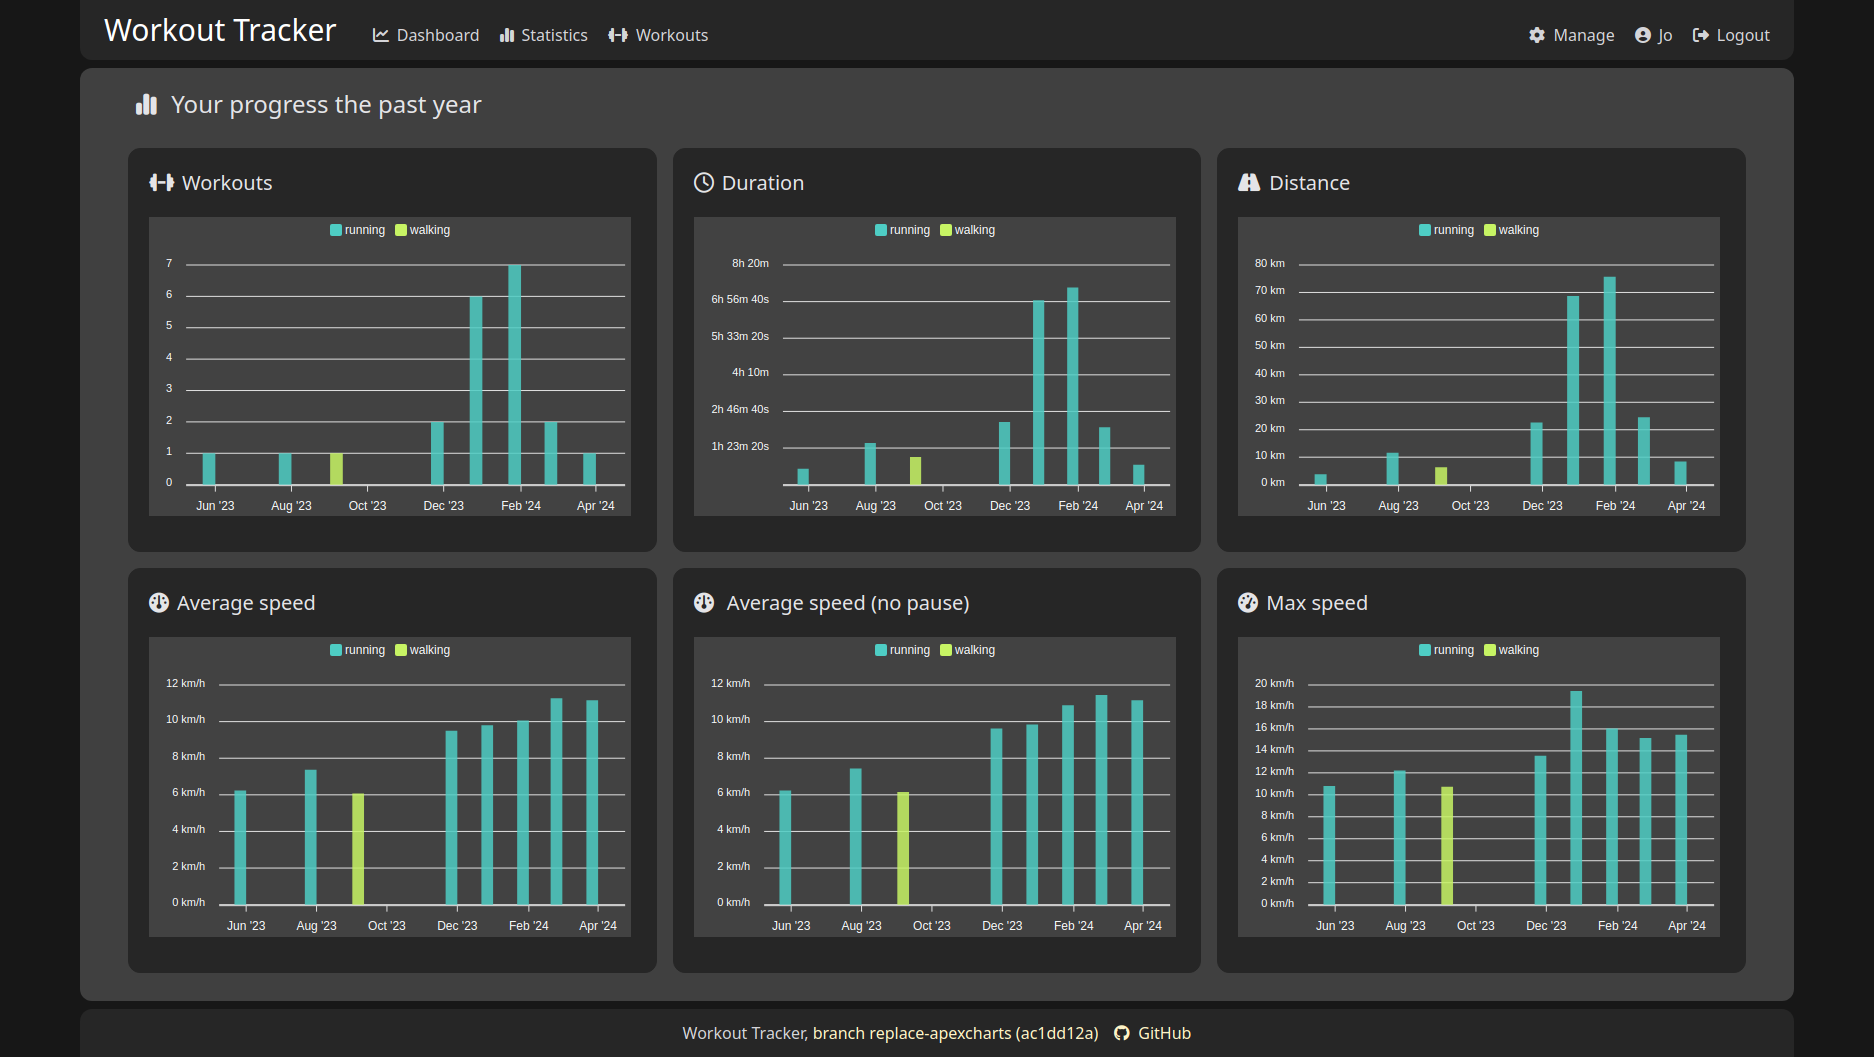 Workout Tracker Dashboard Statistics Workouts Manage Jo Logout
Your progress the past year
Workouts
running walking
7
6
5
4
3
2
1
0
Jun '23 Aug '23 Oct '23 Dec '23 Feb '24 Apr '24
Duration
running walking
8h 20m
6h 56m 40s
5h 33m 20s
4h 10m
2h 46m 40s
1h 23m 20s
Jun '23 Aug '23 Oct '23 Dec '23 Feb '24 Apr '24
Distance
running walking
80 km
70 km
60 km
50 km
40 km
30 km
20 km
10 km
0 km
Jun '23 Aug '23 Oct '23 Dec '23 Feb '24 Apr '24
Average speed
running walking
12 km/h
10 km/h
8 km/h
6 km/h
4 km/h
2 km/h
0 km/h
Jun '23 Aug '23 Oct '23 Dec '23 Feb '24 Apr '24
Average speed (no pause)
running walking
12 km/h
10 km/h
8 km/h
6 km/h
4 km/h
2 km/h
0 km/h
Jun '23 Aug '23 Oct '23 Dec '23 Feb '24 Apr '24
Max speed
running walking
20 km/h
18 km/h
16 km/h
14 km/h
12 km/h
10 km/h
8 km/h
6 km/h
4 km/h
2 km/h
0 km/h
Jun '23 Aug '23 Oct '23 Dec '23 Feb '24 Apr '24
Workout Tracker, branch replace-apexcharts (ac1dd12a) GitHub